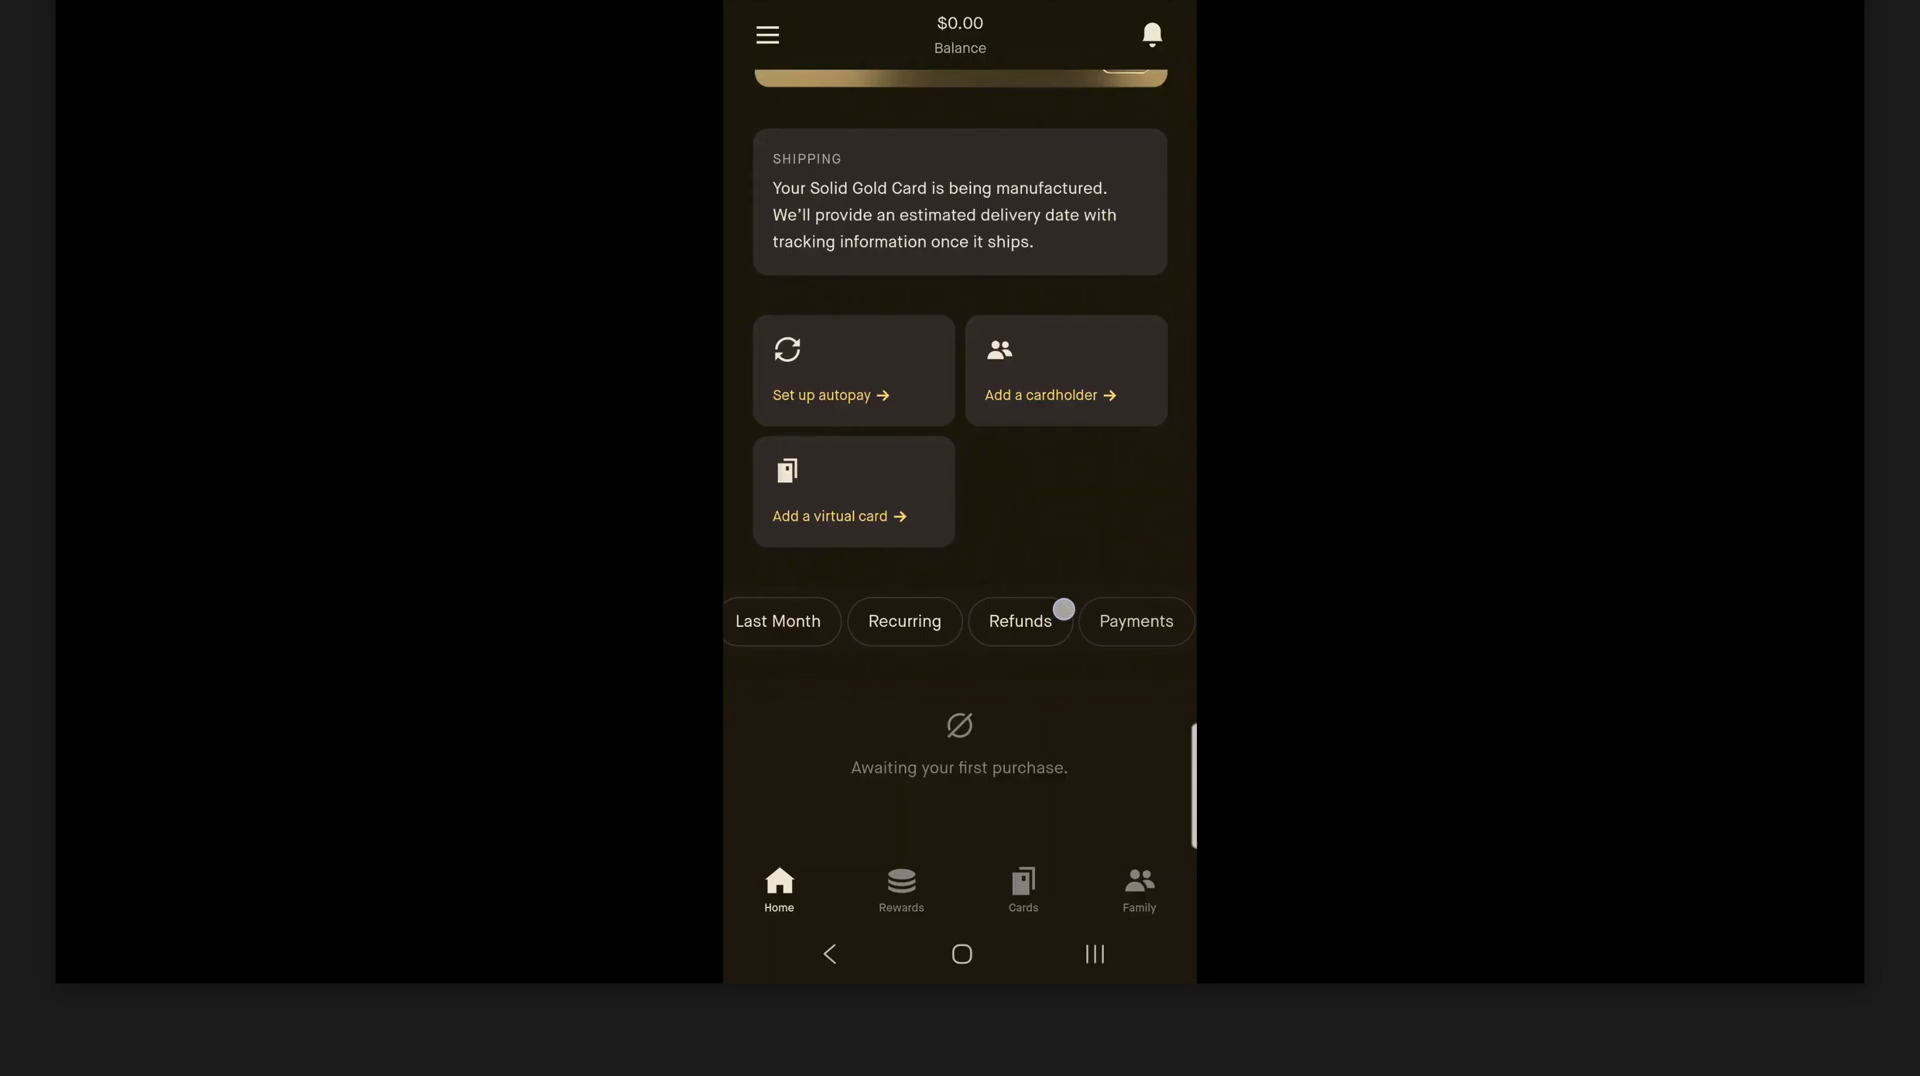 $0.00
Balance
SHIPPING
Your Solid Gold Card is being manufactured.
We’ll provide an estimated delivery date with
tracking information once it ships.
Set up autopay →
Add a cardholder →
Add a virtual card →
Last Month
Recurring
Refunds
Payments
Awaiting your first purchase.
Home
Rewards
Cards
Family